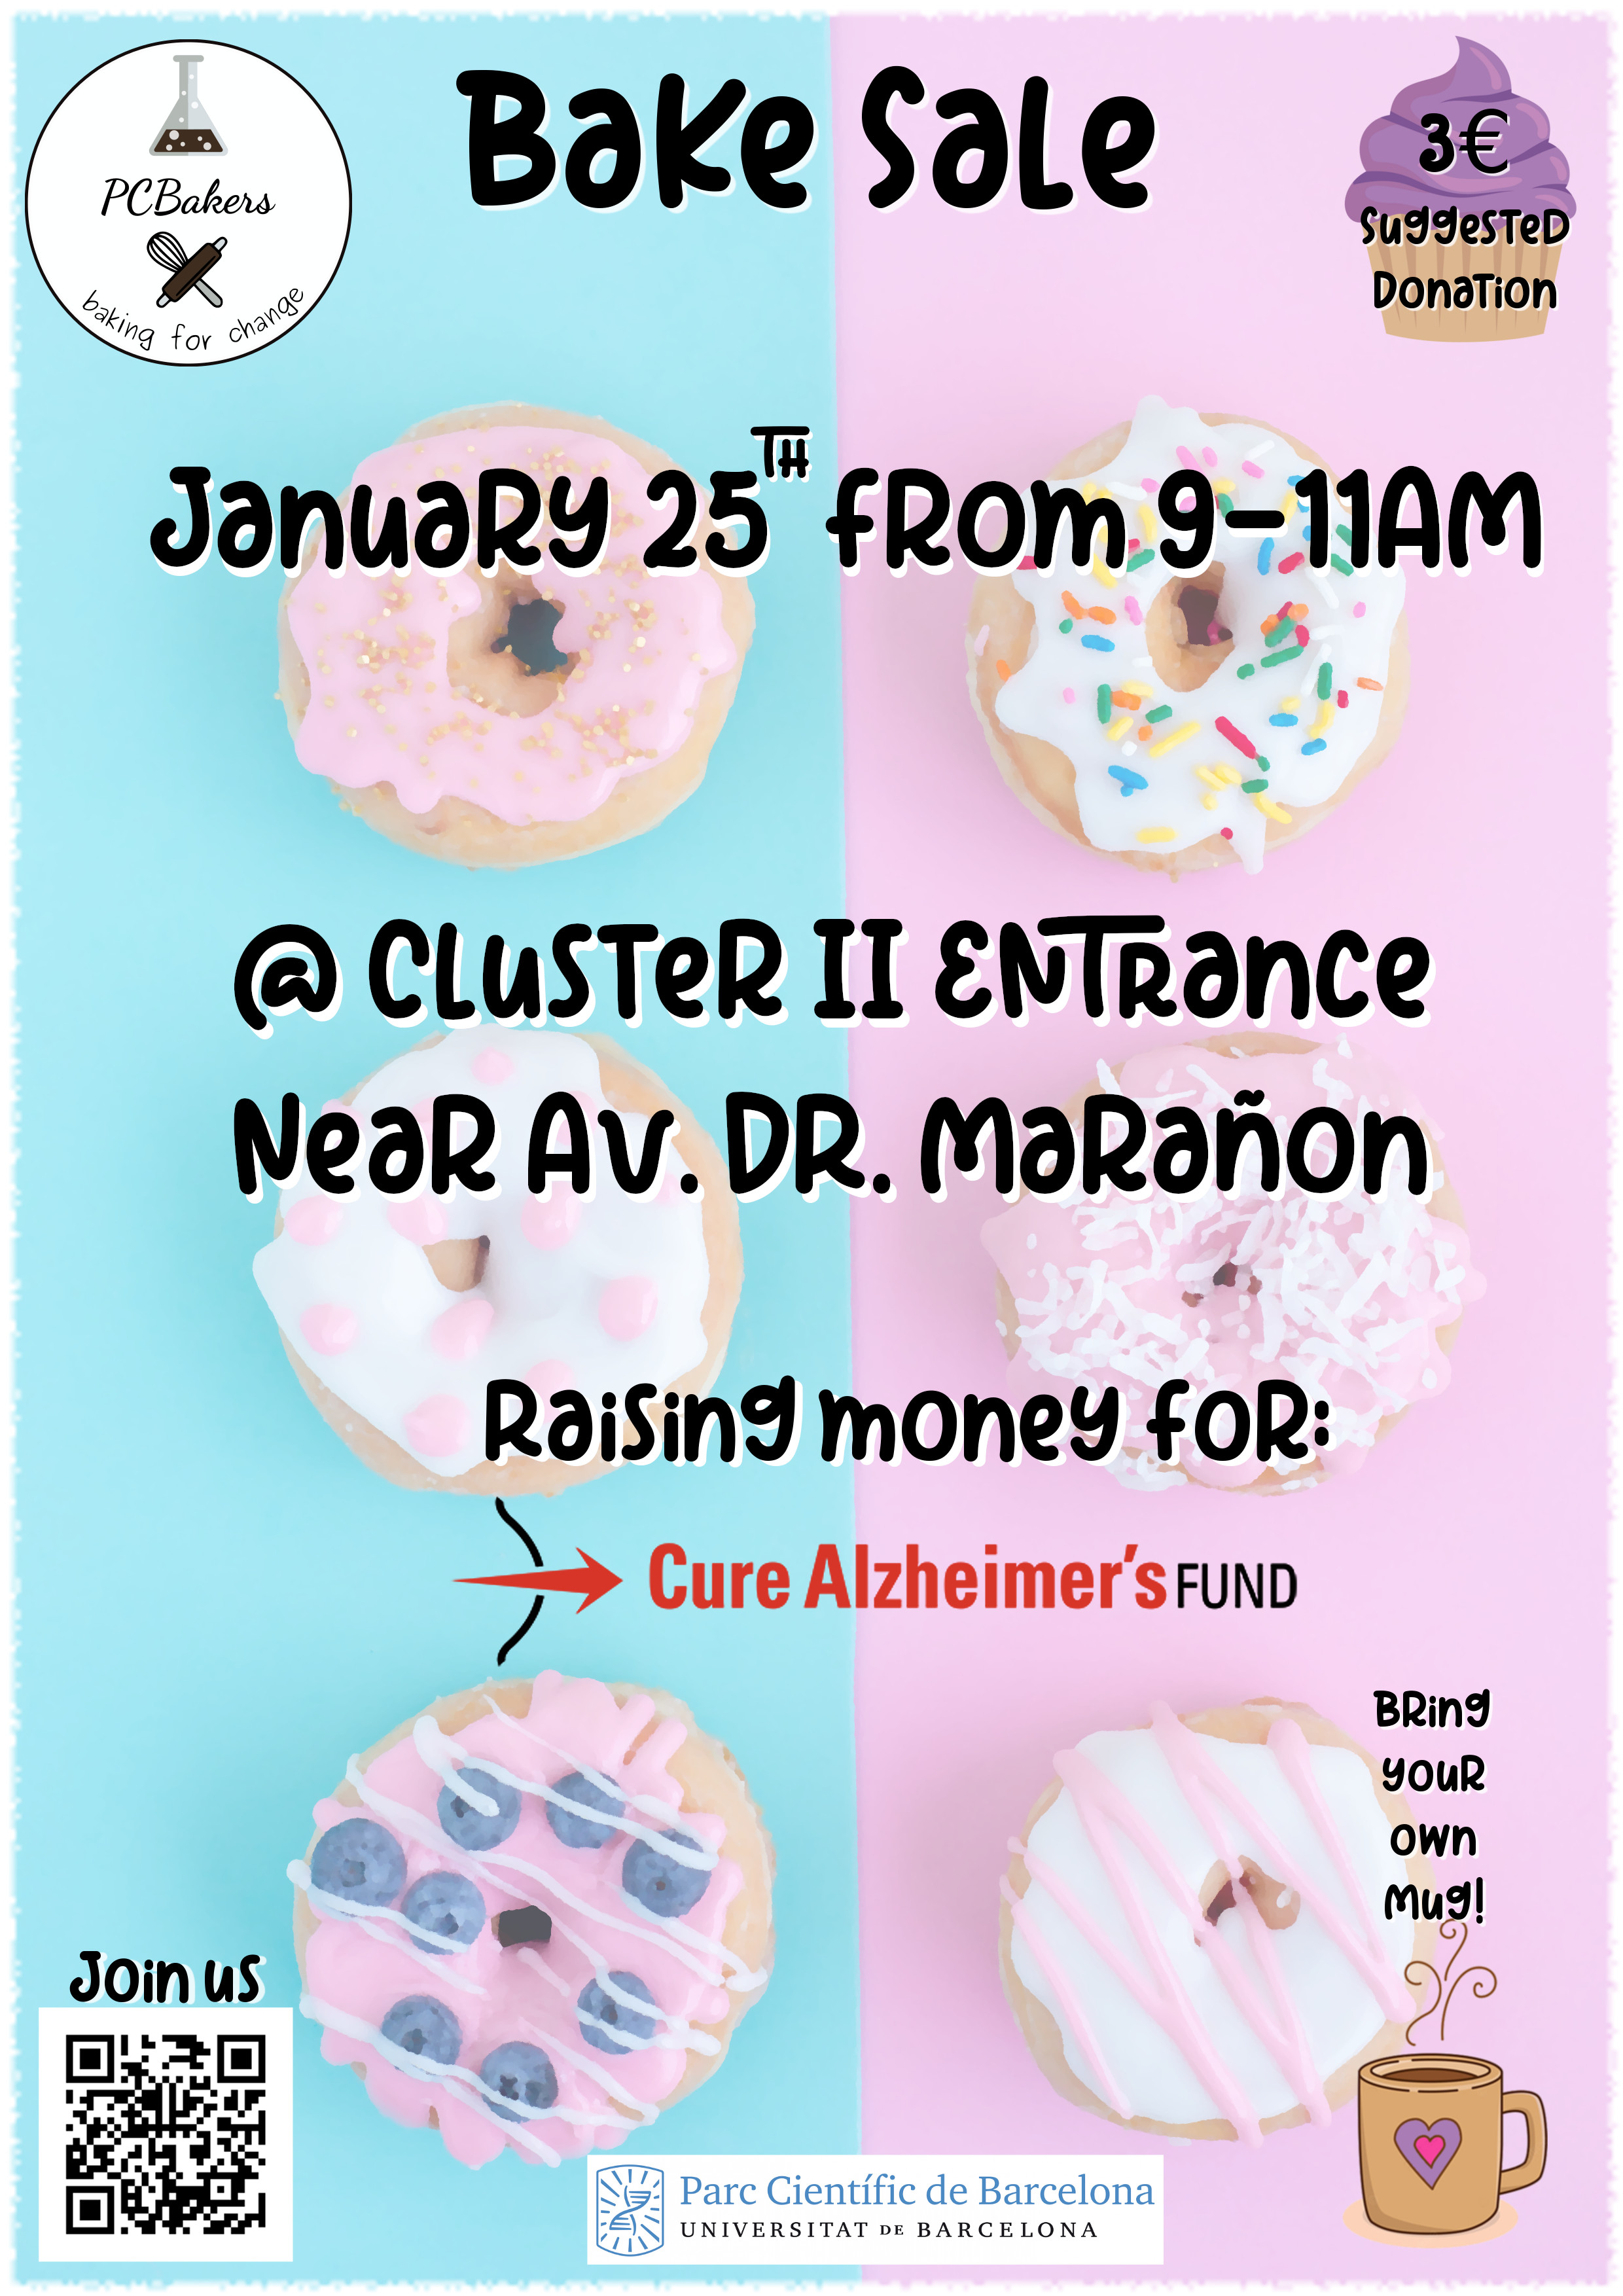 PCBakers
baking for change
Bake Sale
3€
Suggested
Donation
January 25TH from 9-11AM
@ Cluster II Entrance
Near Av. Dr. Marañon
Raising money for:
Cure Alzheimer's FUND
Bring
your
own
Mug!
Join us
Parc Científic de Barcelona
UNIVERSITAT DE BARCELONA